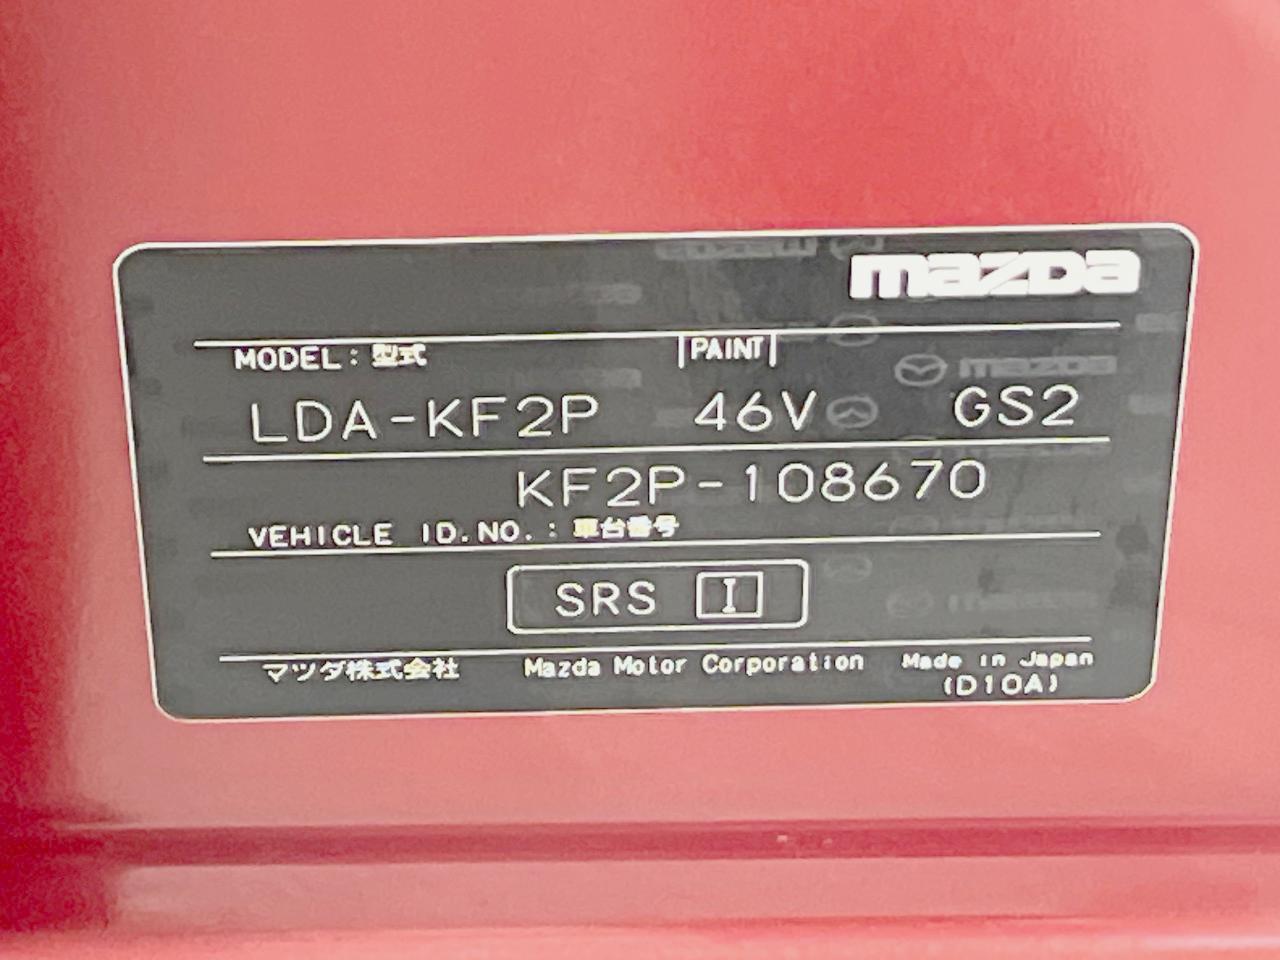 mazda
MODEL: 型式 PAINT
LDA-KF2P 46V GS2
KF2P-108670
VEHICLE ID.NO.: 車台番号
SRS I
マツダ株式会社 Mazda Motor Corporation Made in Japan
(D10A)